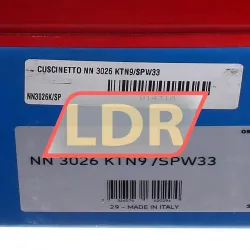 CUSCINETTO NN 3026 KTN9/SPW33
NN3026K/SP
LDR
NN 3026 KTN9/SPW33
29 – MADE IN ITALY